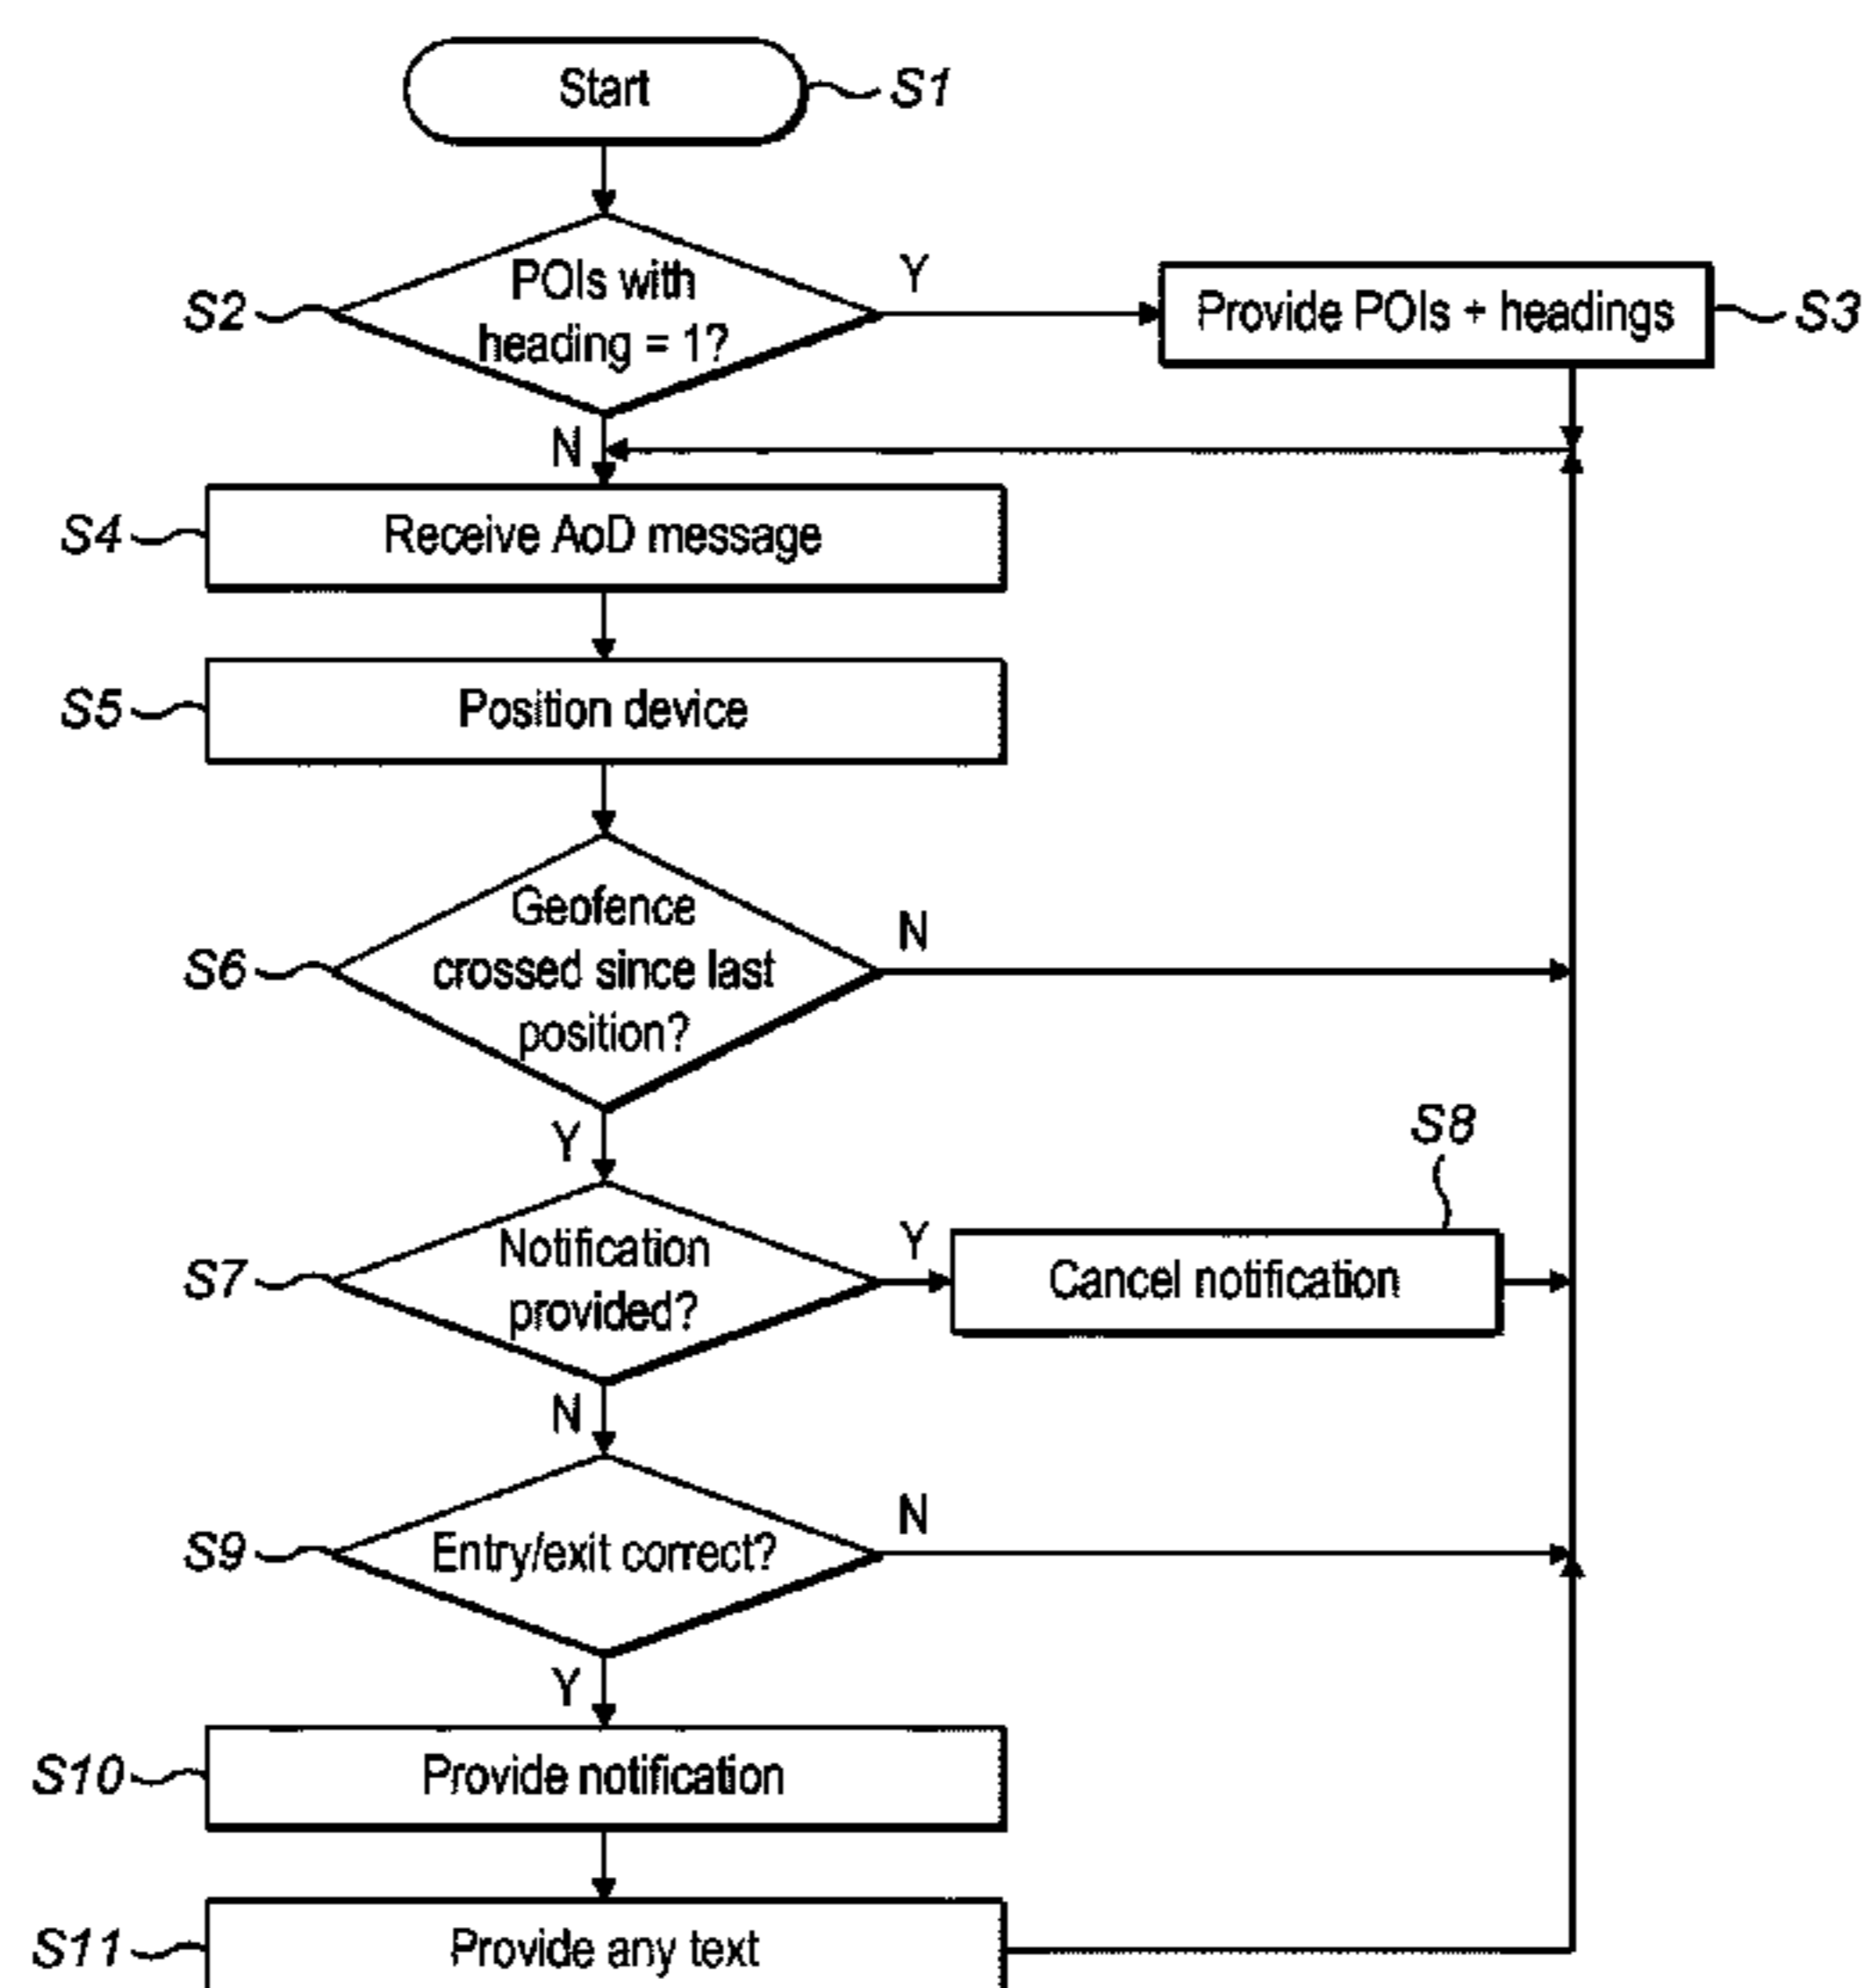 Start
S1
POIs with
heading = 1?
S2
Y
Provide POIs + headings
S3
N
S4
Receive AoD message
S5
Position device
S6
Geofence
crossed since last
position?
N
Y
S7
Notification
provided?
Y
S8
Cancel notification
N
S9
Entry/exit correct?
N
Y
S10
Provide notification
S11
Provide any text